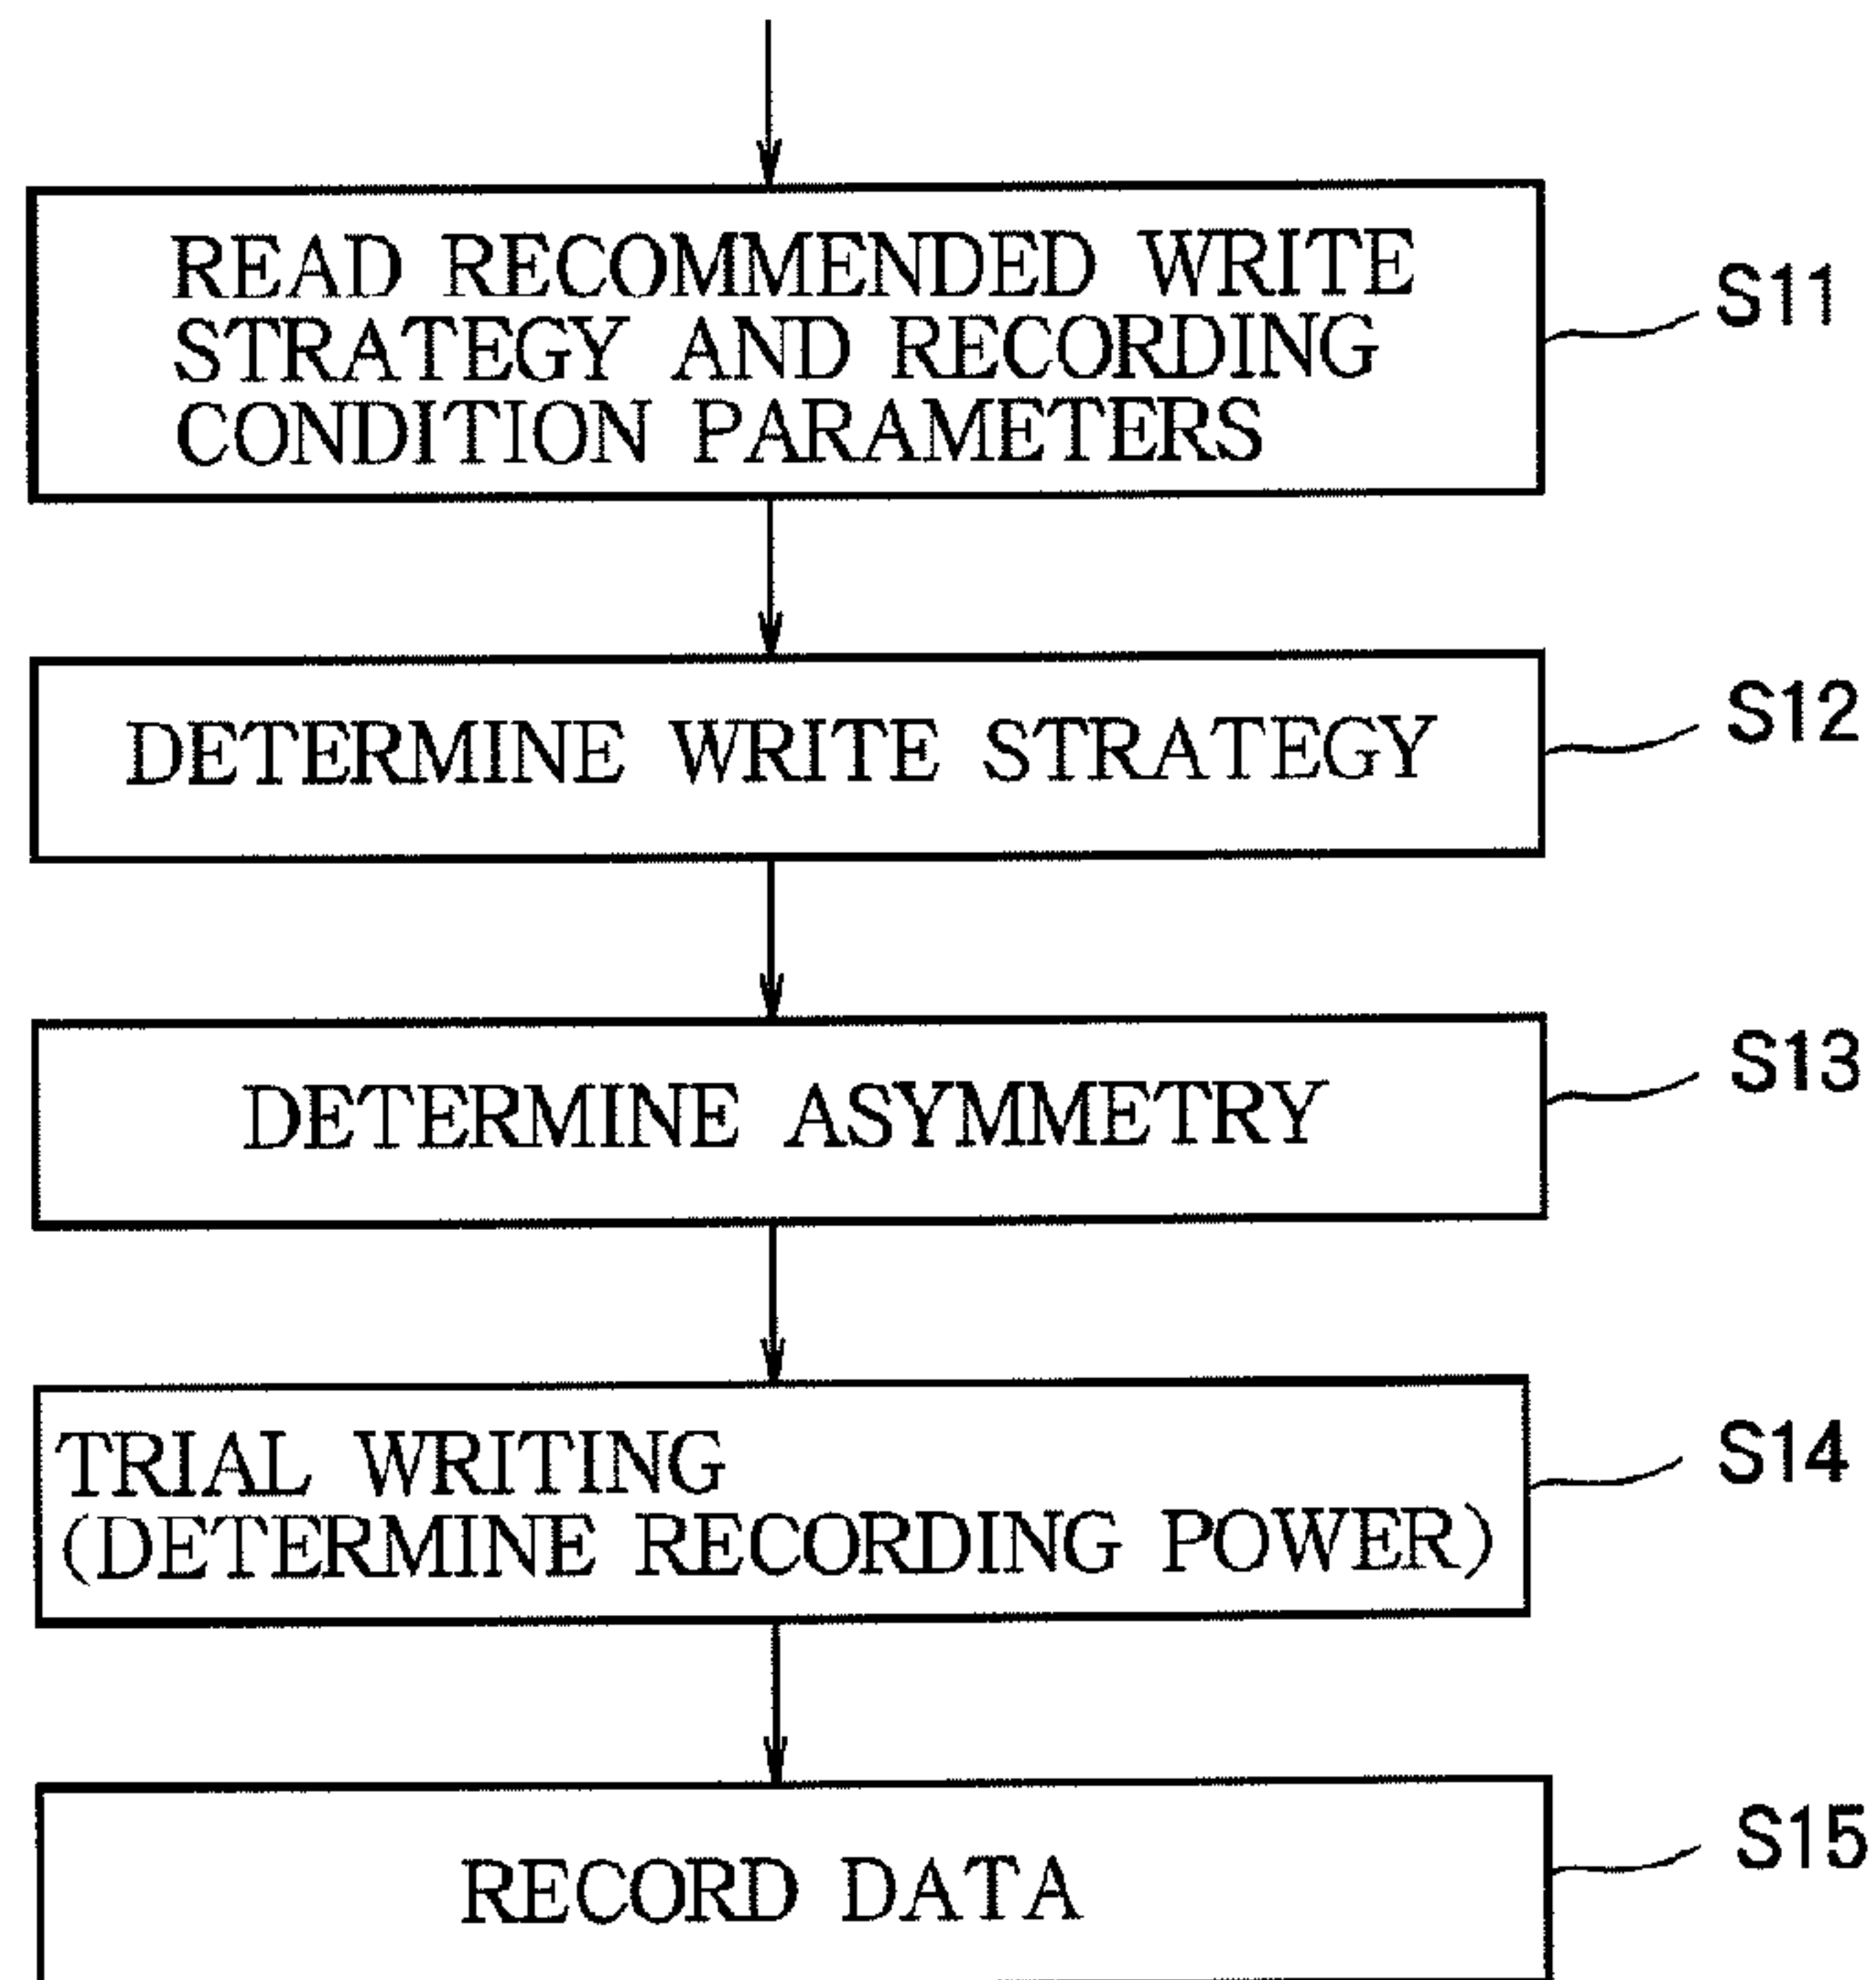 READ RECOMMENDED WRITE
STRATEGY AND RECORDING
CONDITION PARAMETERS
S11
DETERMINE WRITE STRATEGY
S12
DETERMINE ASYMMETRY
S13
TRIAL WRITING
(DETERMINE RECORDING POWER)
S14
RECORD DATA
S15